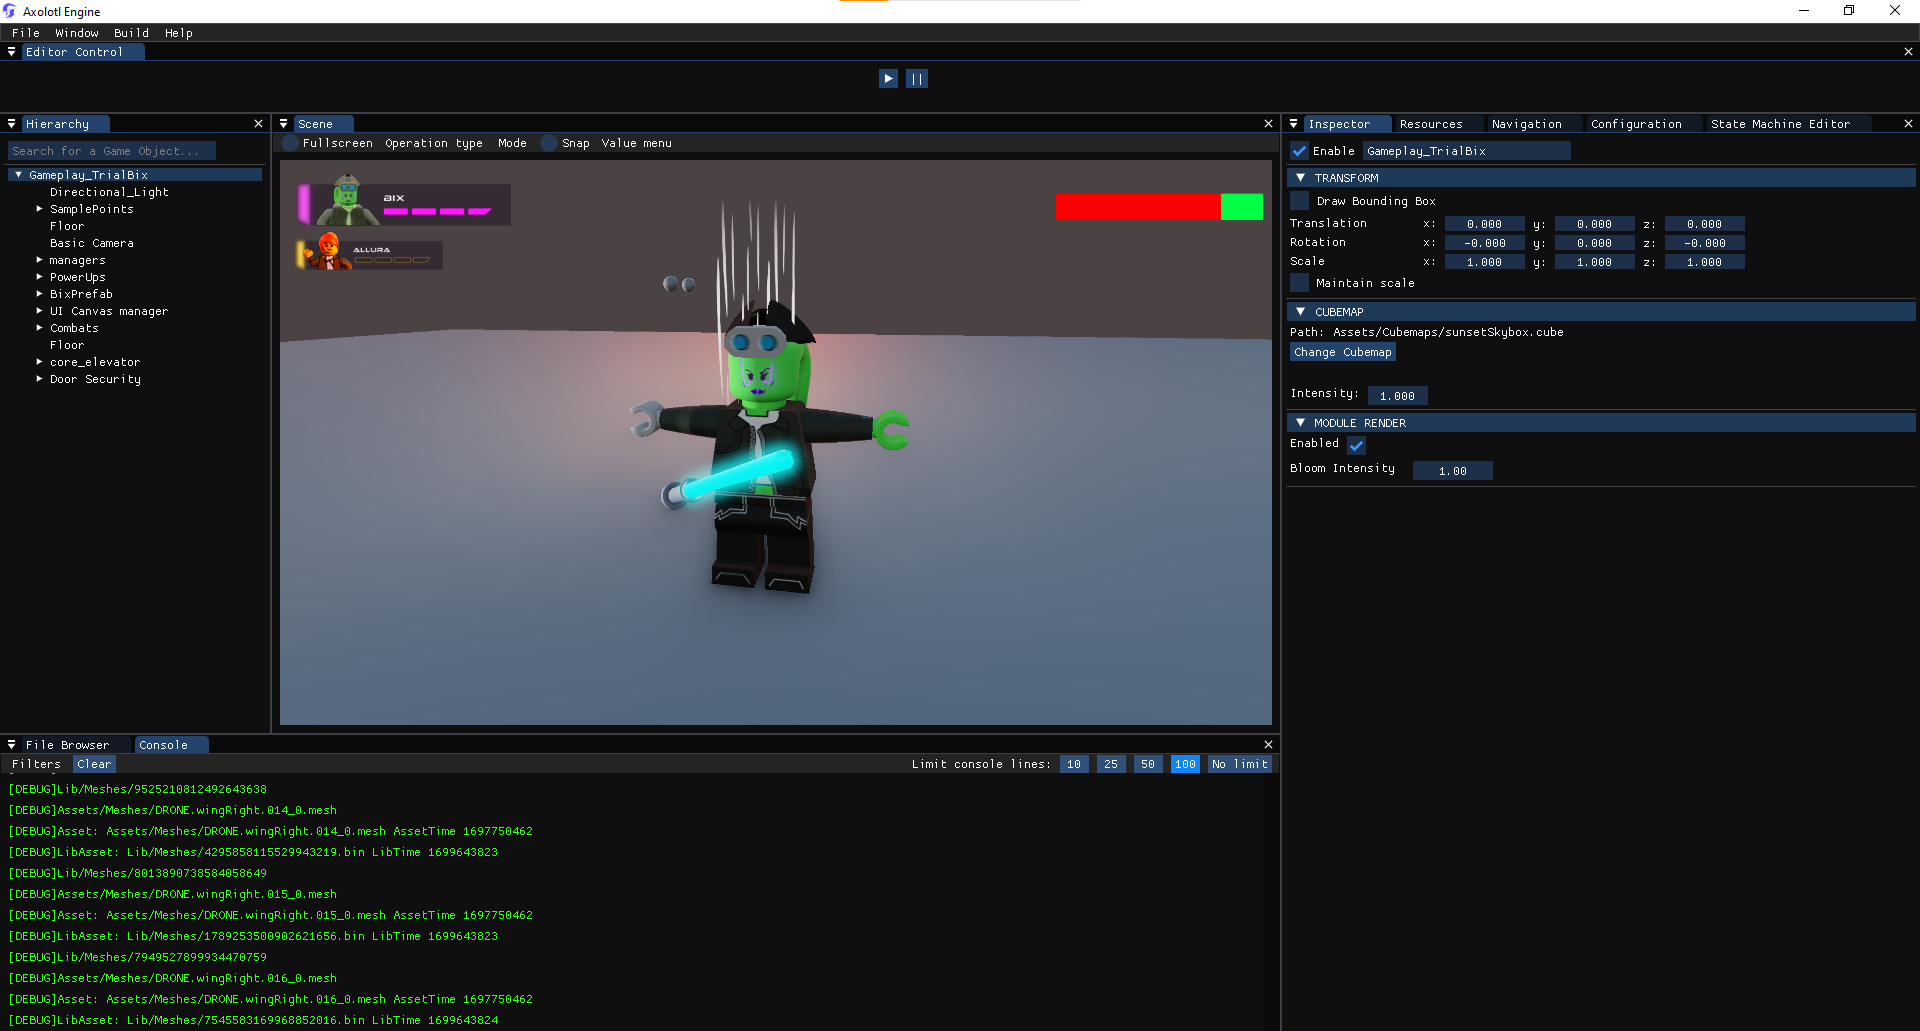 Axolotl Engine
File Window Build Help
Editor Control
Hierarchy
Search for a Game Object...
Gameplay_TrialBix
Directional_Light
SamplePoints
Floor
Basic Camera
managers
PowerUps
BixPrefab
UI Canvas manager
Combats
Floor
core_elevator
Door Security
Scene
Fullscreen Operation type Mode Snap Value menu
BIX
ALLURA
Inspector Resources Navigation Configuration State Machine Editor
Enable Gameplay_TrialBix
TRANSFORM
Draw Bounding Box
Translation x: 0.000 y: 0.000 z: 0.000
Rotation x: -0.000 y: 0.000 z: -0.000
Scale x: 1.000 y: 1.000 z: 1.000
Maintain scale
CUBEMAP
Path: Assets/Cubemaps/sunsetSkybox.cube
Change Cubemap
Intensity: 1.000
MODULE RENDER
Enabled
Bloom Intensity 1.00
File Browser Console
Filters Clear Limit console lines: 10 25 50 100 No limit
[DEBUG]Lib/Meshes/9525210812492643638
[DEBUG]Assets/Meshes/DRONE.wingRight.014_0.mesh
[DEBUG]Asset: Assets/Meshes/DRONE.wingRight.014_0.mesh AssetTime 1697750462
[DEBUG]LibAsset: Lib/Meshes/4295858115529943219.bin LibTime 1699643823
[DEBUG]Lib/Meshes/8013890738584058649
[DEBUG]Assets/Meshes/DRONE.wingRight.015_0.mesh
[DEBUG]Asset: Assets/Meshes/DRONE.wingRight.015_0.mesh AssetTime 1697750462
[DEBUG]LibAsset: Lib/Meshes/1789253500902621656.bin LibTime 1699643823
[DEBUG]Lib/Meshes/7949527899934470759
[DEBUG]Assets/Meshes/DRONE.wingRight.016_0.mesh
[DEBUG]Asset: Assets/Meshes/DRONE.wingRight.016_0.mesh AssetTime 1697750462
[DEBUG]LibAsset: Lib/Meshes/7545583169968852016.bin LibTime 1699643824